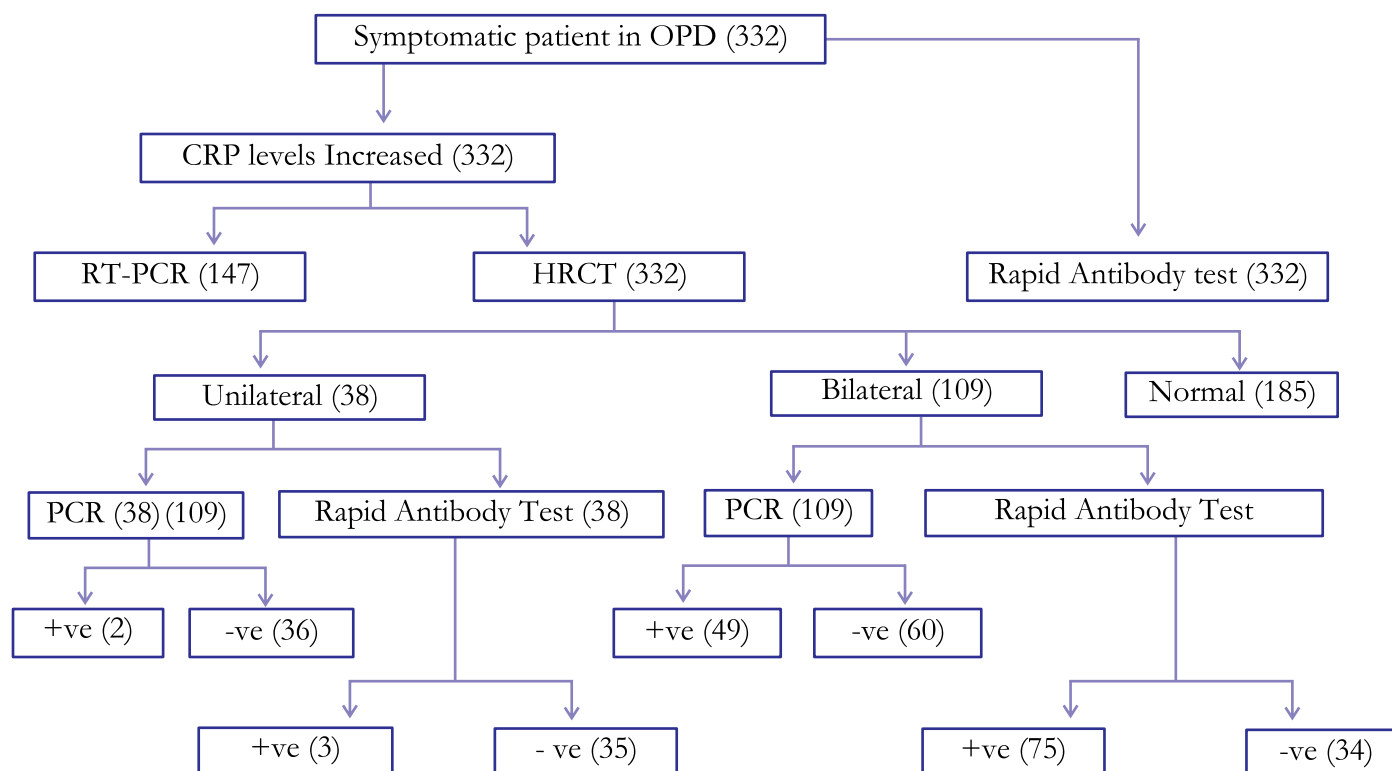 Symptomatic patient in OPD (332)
CRP levels Increased (332)
RT-PCR (147)
HRCT (332)
Rapid Antibody test (332)
Unilateral (38)
Bilateral (109)
Normal (185)
PCR (38) (109)
Rapid Antibody Test (38)
PCR (109)
Rapid Antibody Test
+ve (2)
-ve (36)
+ve (49)
-ve (60)
+ve (3)
- ve (35)
+ve (75)
-ve (34)